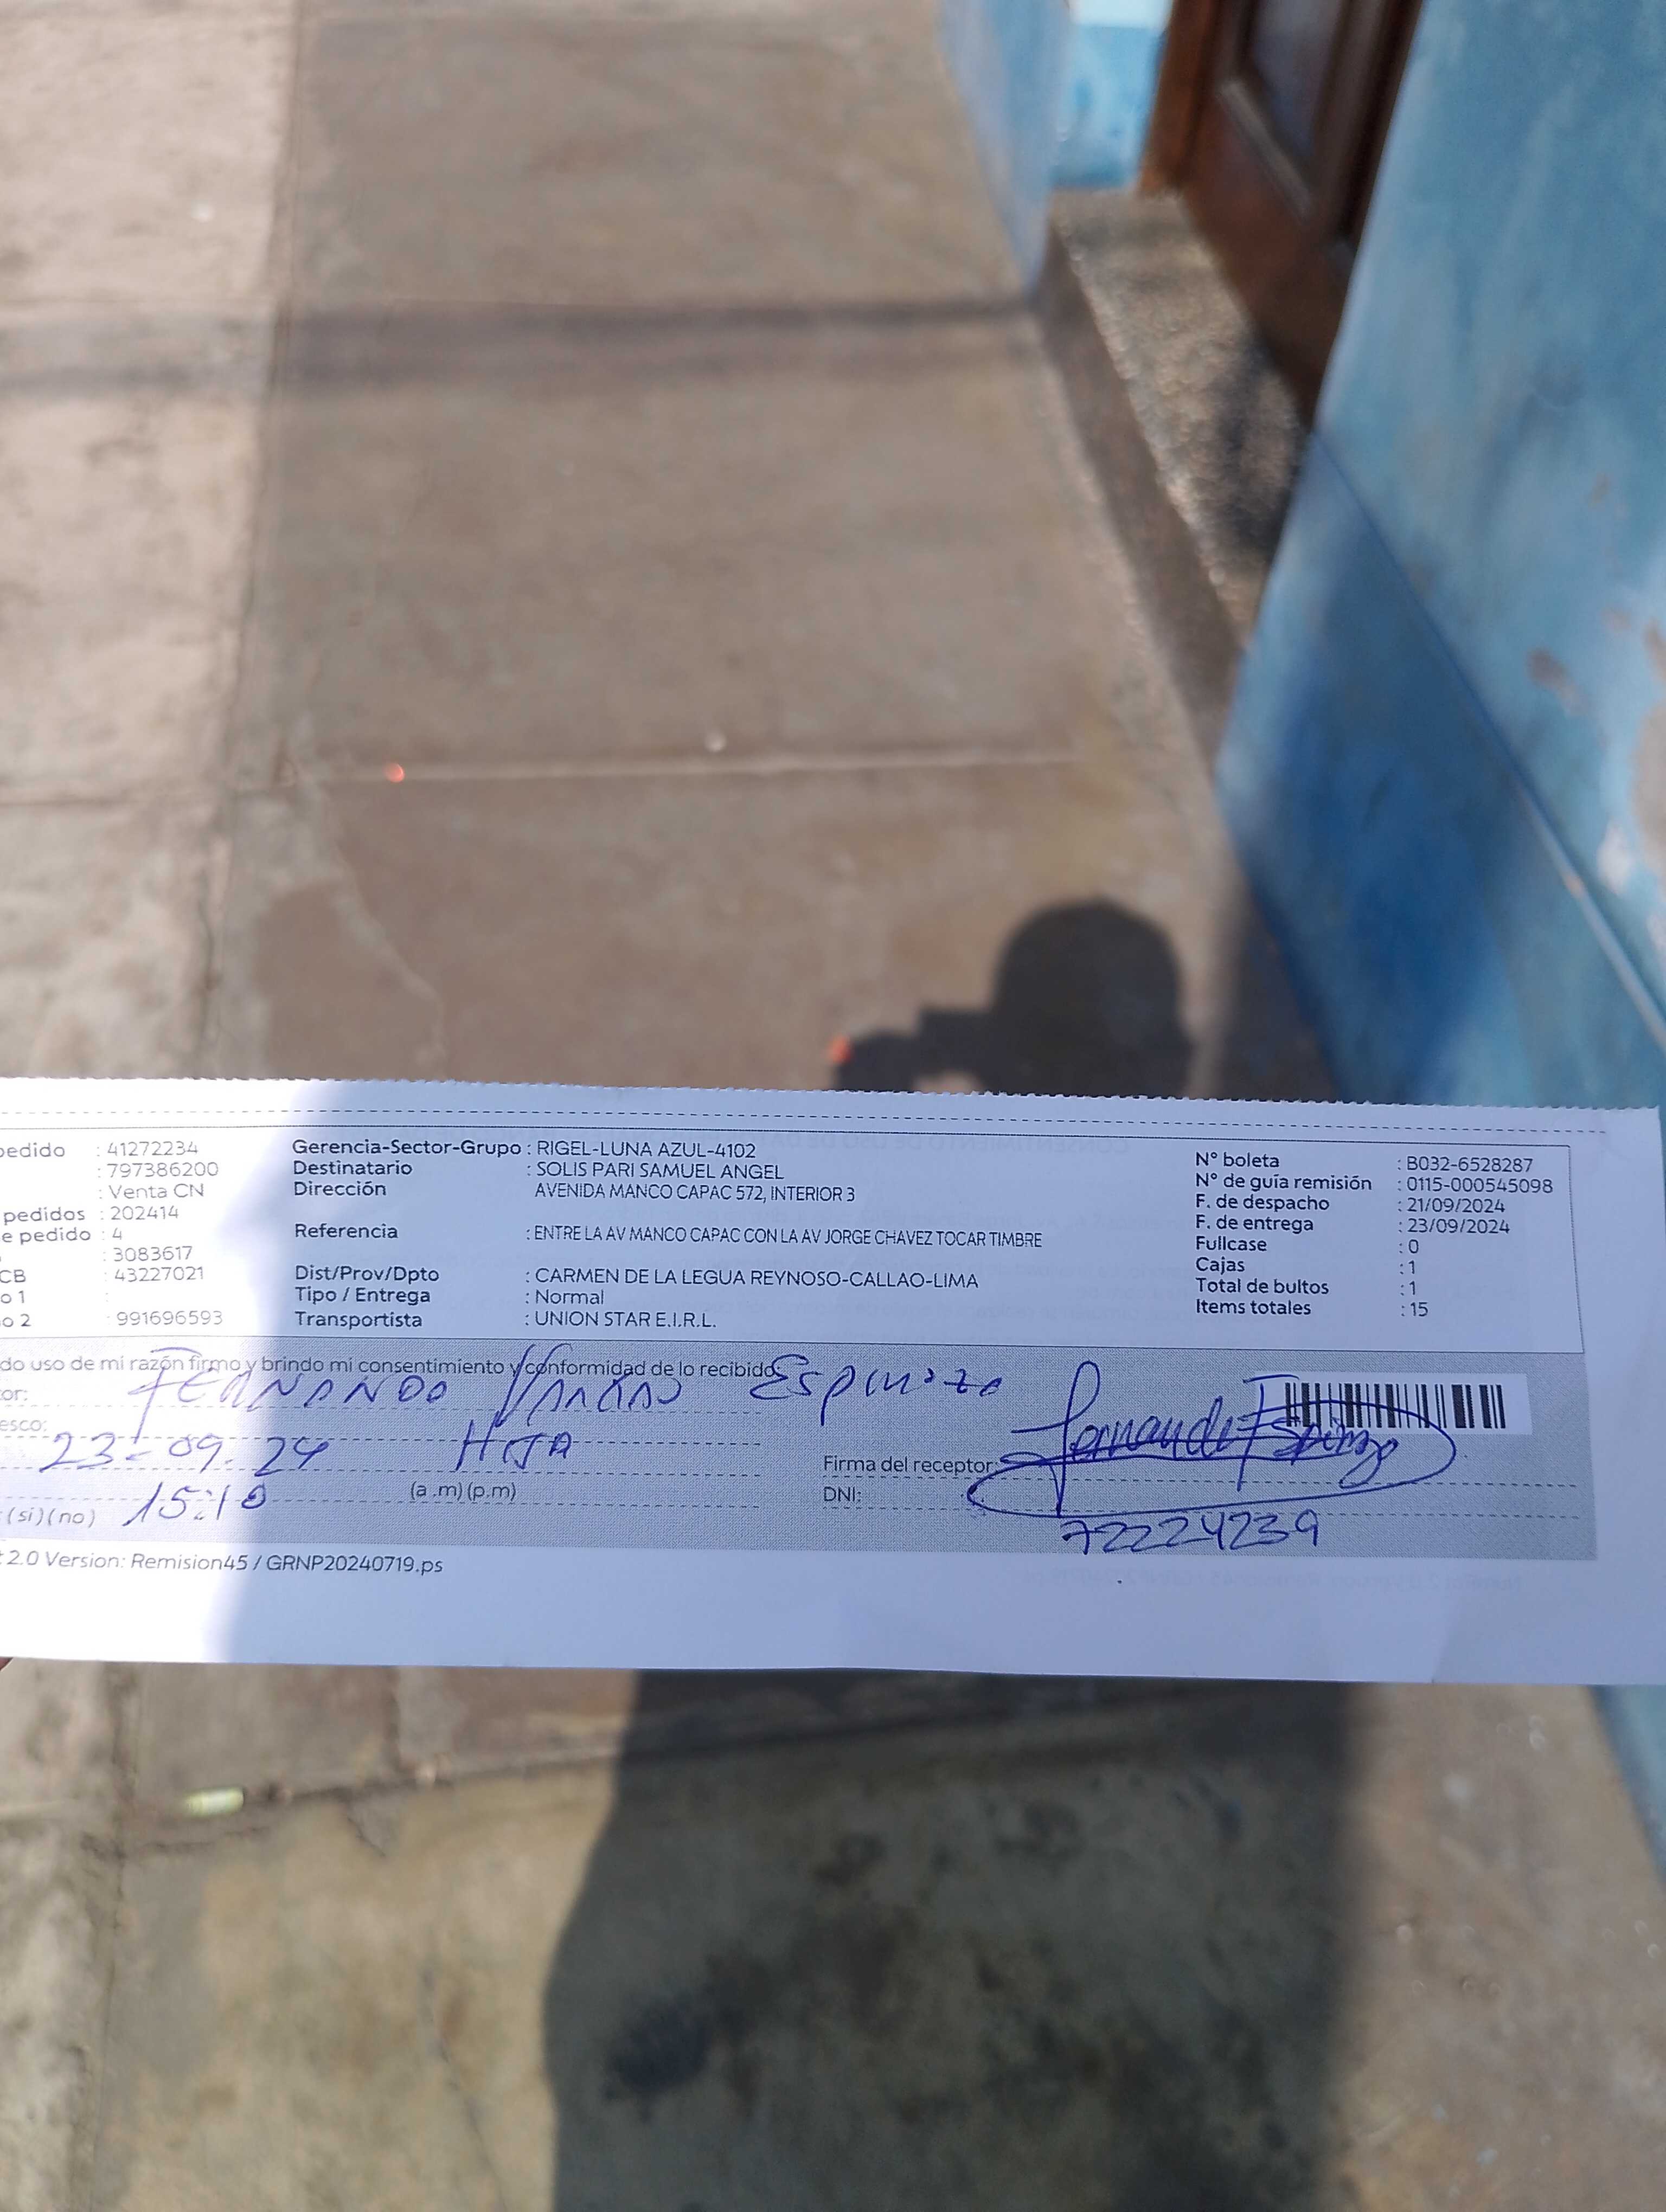 pedido : 41272234
: 797386200
: Venta CN
pedidos : 202414
e pedido : 4
: 3083617
CB : 43227021
o 1 :
o 2 : 991696593
Gerencia-Sector-Grupo : RIGEL-LUNA AZUL-4102
Destinatario : SOLIS PARI SAMUEL ANGEL
Dirección AVENIDA MANCO CAPAC 572, INTERIOR 3
Referencia : ENTRE LA AV MANCO CAPAC CON LA AV JORGE CHAVEZ TOCAR TIMBRE
Dist/Prov/Dpto : CARMEN DE LA LEGUA REYNOSO-CALLAO-LIMA
Tipo / Entrega : Normal
Transportista : UNION STAR E.I.R.L.
N° boleta : B032-6528287
N° de guía remisión : 0115-000545098
F. de despacho : 21/09/2024
F. de entrega : 23/09/2024
Fullcase : 0
Cajas : 1
Total de bultos : 1
Items totales : 15
do uso de mi razón firmo y brindo mi consentimiento y conformidad de lo recibido:
or: FERNANDO Espinoza
esco:
23-09-24 HIJA
15:10 (a .m) (p.m)
(si) (no)
Firma del receptor:
DNI:
72224239
2.0 Version: Remision45 / GRNP20240719.ps